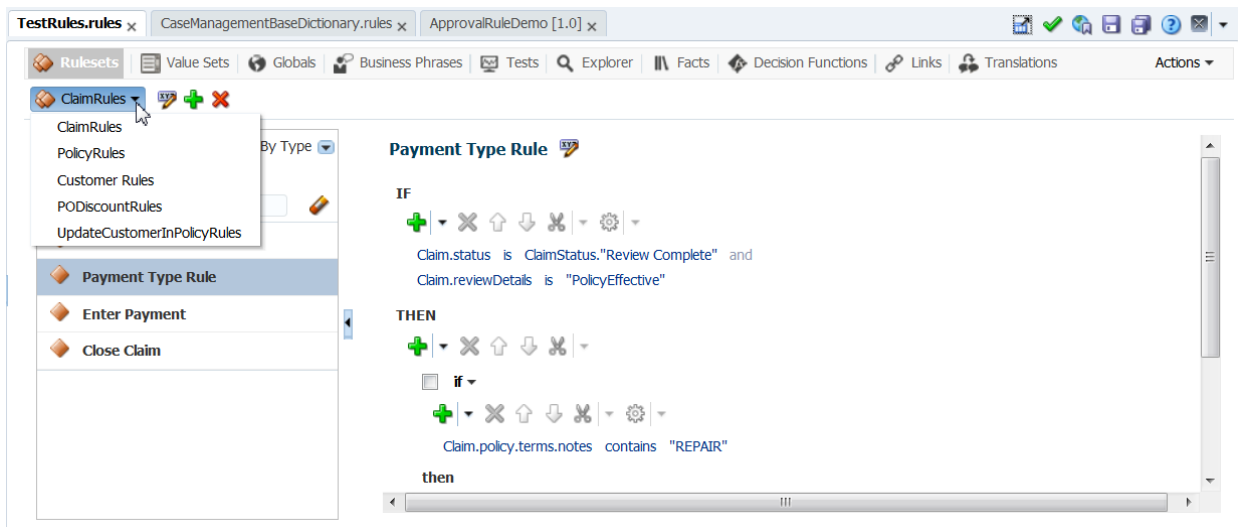 TestRules.rules CaseManagementBaseDictionary.rules ApprovalRuleDemo [1.0]
Rulesets Value Sets Globals Business Phrases Tests Explorer Facts Decision Functions Links Translations Actions
ClaimRules
ClaimRules
PolicyRules
Customer Rules
PODiscountRules
UpdateCustomerInPolicyRules
By Type
Payment Type Rule
Enter Payment
Close Claim
Payment Type Rule
IF
Claim.status is ClaimStatus."Review Complete" and
Claim.reviewDetails is "PolicyEffective"
THEN
if
Claim.policy.terms.notes contains "REPAIR"
then